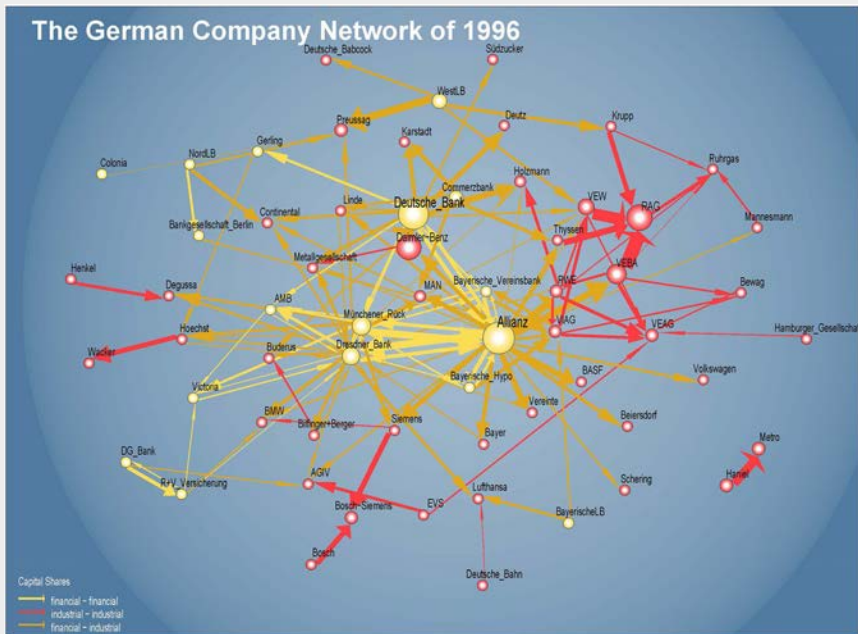 The German Company Network of 1996
Deutsche_Babcock
Südzucker
WestLB
Preussag
Karstadt
Deutz
Krupp
Gerling
NordLB
Colonia
Ruhrgas
Holzmann
Commerzbank
Deutsche_Bank
Linde
VEW
RAG
Continental
Bankgesellschaft_Berlin
Daimler-Benz
Thyssen
Mannesmann
Metallgesellschaft
Henkel
Degussa
MAN
Bayerische_Vereinsbank
RWE
VEBA
Bewag
AMB
Münchener_Rück
Allianz
VIAG
VEAG
Hamburger_Gesellschaft
Hoechst
Wacker
Buderus
Dresdner_Bank
Bayerische_Hypo
BASF
Volkswagen
Victoria
BMW
Bilfinger+Berger
Siemens
Vereinte
Bayer
Beiersdorf
Metro
DG_Bank
R+V_Versicherung
AGIV
Schering
Haniel
Bosch-Siemens
EVS
Lufthansa
BayerischeLB
Bosch
Deutsche_Bahn
Capital Shares
financial - financial
industrial - industrial
financial - industrial